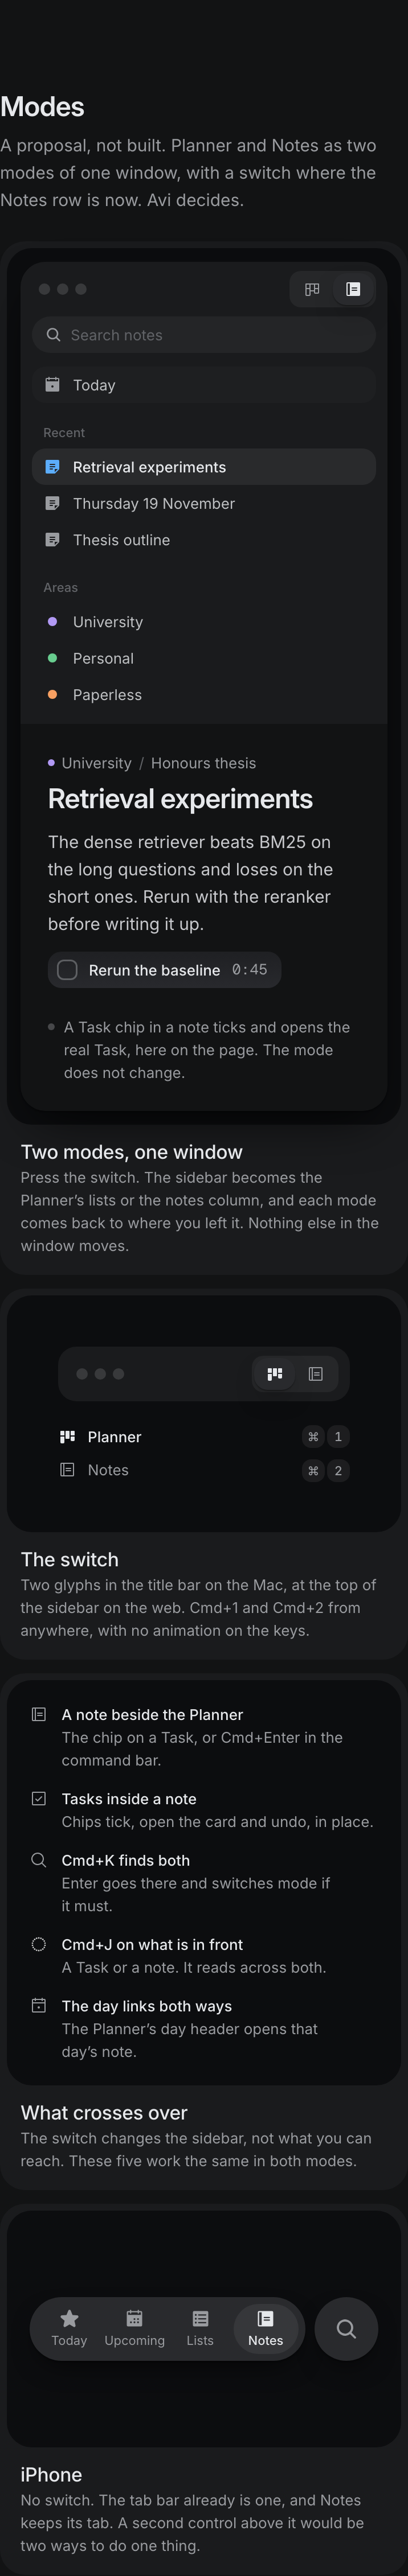 Modes
A proposal, not built. Planner and Notes as two
modes of one window, with a switch where the
Notes row is now. Avi decides.
Search notes
Today
Recent
Retrieval experiments
Thursday 19 November
Thesis outline
Areas
University
Personal
Paperless
University / Honours thesis
Retrieval experiments
The dense retriever beats BM25 on
the long questions and loses on the
short ones. Rerun with the reranker
before writing it up.
Rerun the baseline 0:45
A Task chip in a note ticks and opens the
real Task, here on the page. The mode
does not change.
Two modes, one window
Press the switch. The sidebar becomes the
Planner’s lists or the notes column, and each mode
comes back to where you left it. Nothing else in the
window moves.
Planner ⌘ 1
Notes ⌘ 2
The switch
Two glyphs in the title bar on the Mac, at the top of
the sidebar on the web. Cmd+1 and Cmd+2 from
anywhere, with no animation on the keys.
A note beside the Planner
The chip on a Task, or Cmd+Enter in the
command bar.
Tasks inside a note
Chips tick, open the card and undo, in place.
Cmd+K finds both
Enter goes there and switches mode if
it must.
Cmd+J on what is in front
A Task or a note. It reads across both.
The day links both ways
The Planner’s day header opens that
day’s note.
What crosses over
The switch changes the sidebar, not what you can
reach. These five work the same in both modes.
Today Upcoming Lists Notes
iPhone
No switch. The tab bar already is one, and Notes
keeps its tab. A second control above it would be
two ways to do one thing.